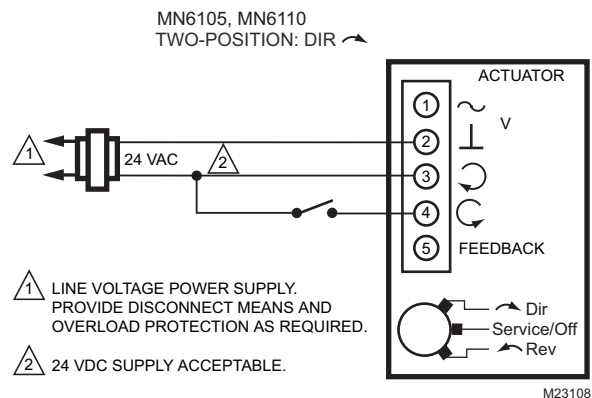 MN6105, MN6110
TWO-POSITION: DIR
ACTUATOR
1
2
3
4
5
V
FEEDBACK
1
24 VAC
2
1 LINE VOLTAGE POWER SUPPLY.
PROVIDE DISCONNECT MEANS AND
OVERLOAD PROTECTION AS REQUIRED.
2 24 VDC SUPPLY ACCEPTABLE.
Dir
Service/Off
Rev
M23108